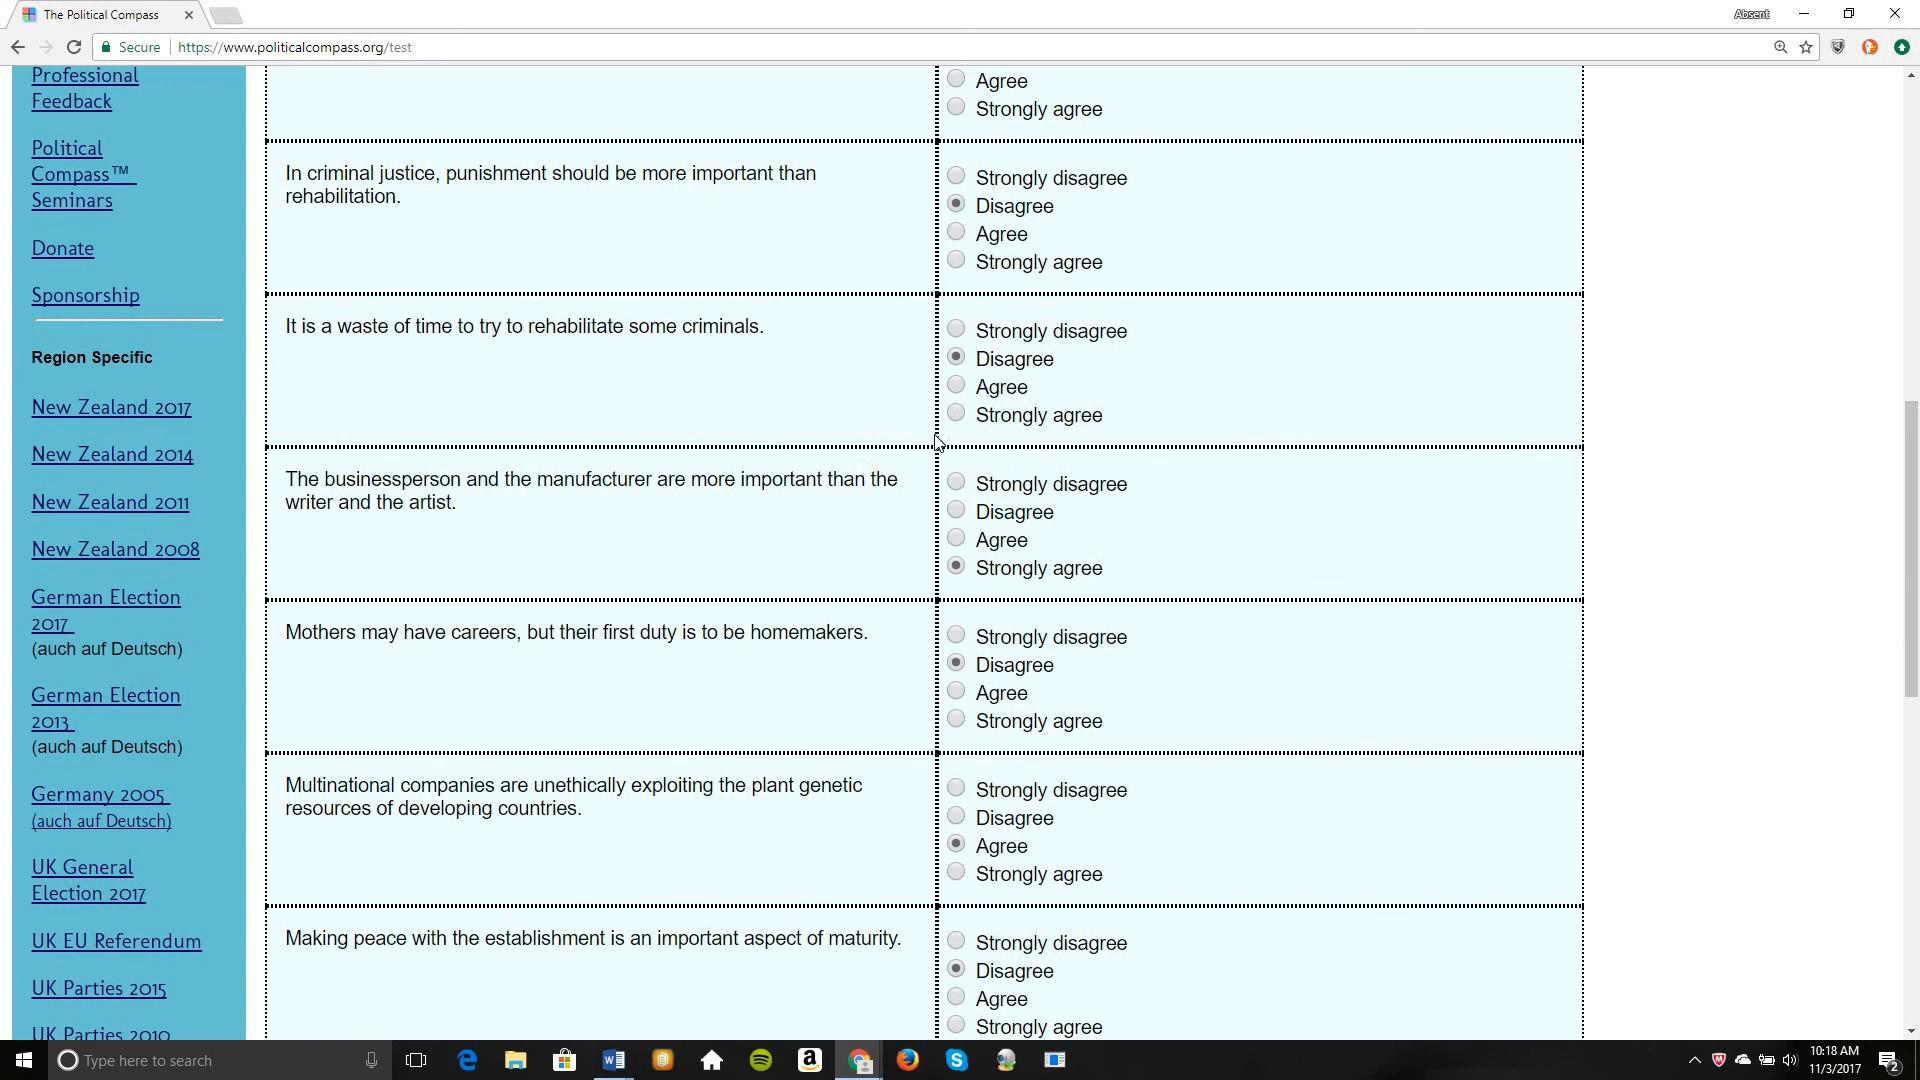 The Political Compass
Absent
Secure
https://www.politicalcompass.org/test
Professional
Feedback
Political
Compass™
Seminars
Donate
Sponsorship
Region Specific
New Zealand 2017
New Zealand 2014
New Zealand 2011
New Zealand 2008
German Election
2017
(auch auf Deutsch)
German Election
2013
(auch auf Deutsch)
Germany 2005
(auch auf Deutsch)
UK General
Election 2017
UK EU Referendum
UK Parties 2015
UK Parties 2010
Agree
Strongly agree
In criminal justice, punishment should be more important than
rehabilitation.
Strongly disagree
Disagree
Agree
Strongly agree
It is a waste of time to try to rehabilitate some criminals.
Strongly disagree
Disagree
Agree
Strongly agree
The businessperson and the manufacturer are more important than the
writer and the artist.
Strongly disagree
Disagree
Agree
Strongly agree
Mothers may have careers, but their first duty is to be homemakers.
Strongly disagree
Disagree
Agree
Strongly agree
Multinational companies are unethically exploiting the plant genetic
resources of developing countries.
Strongly disagree
Disagree
Agree
Strongly agree
Making peace with the establishment is an important aspect of maturity.
Strongly disagree
Disagree
Agree
Strongly agree
Type here to search
10:18 AM
11/3/2017
2